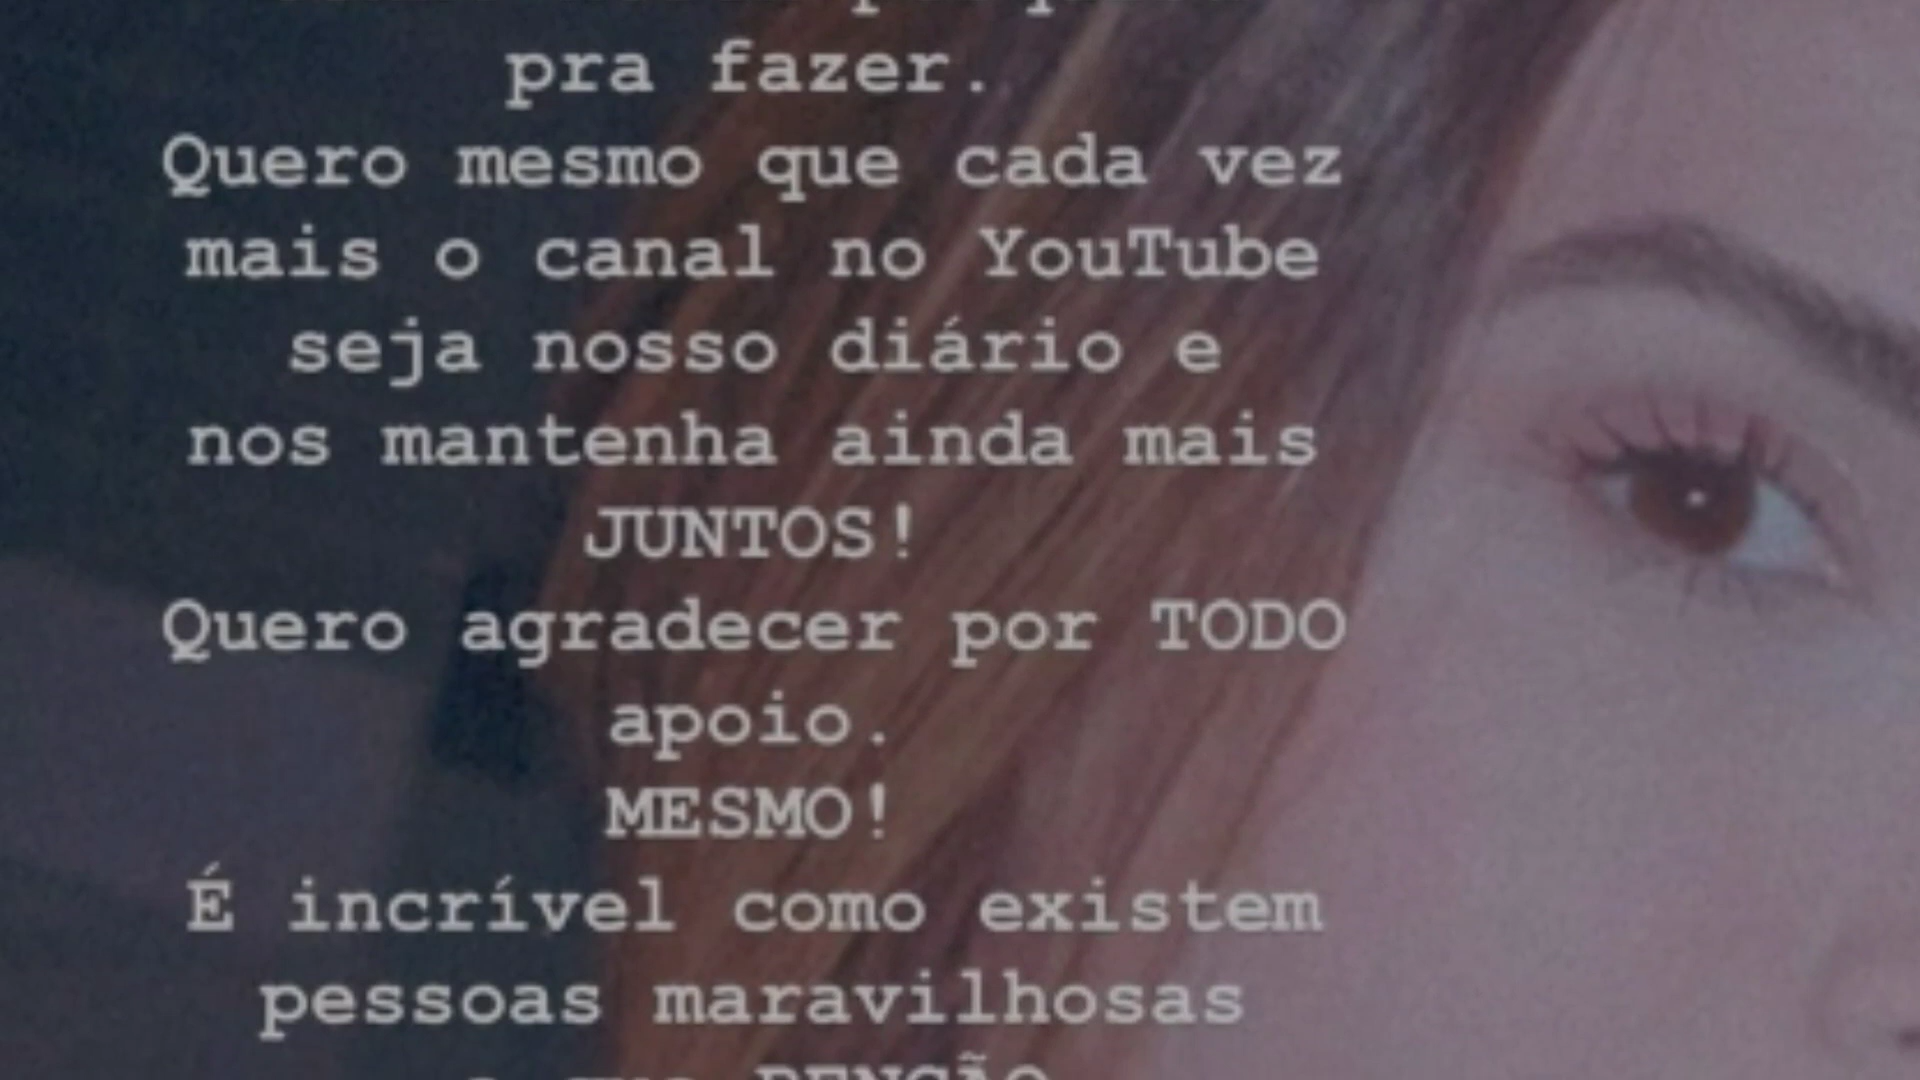 pra fazer.
Quero mesmo que cada vez
mais o canal no YouTube
seja nosso diário e
nos mantenha ainda mais
JUNTOS!
Quero agradecer por TODO
apoio.
MESMO!
É incrível como existem
pessoas maravilhosas
BENÇÃO